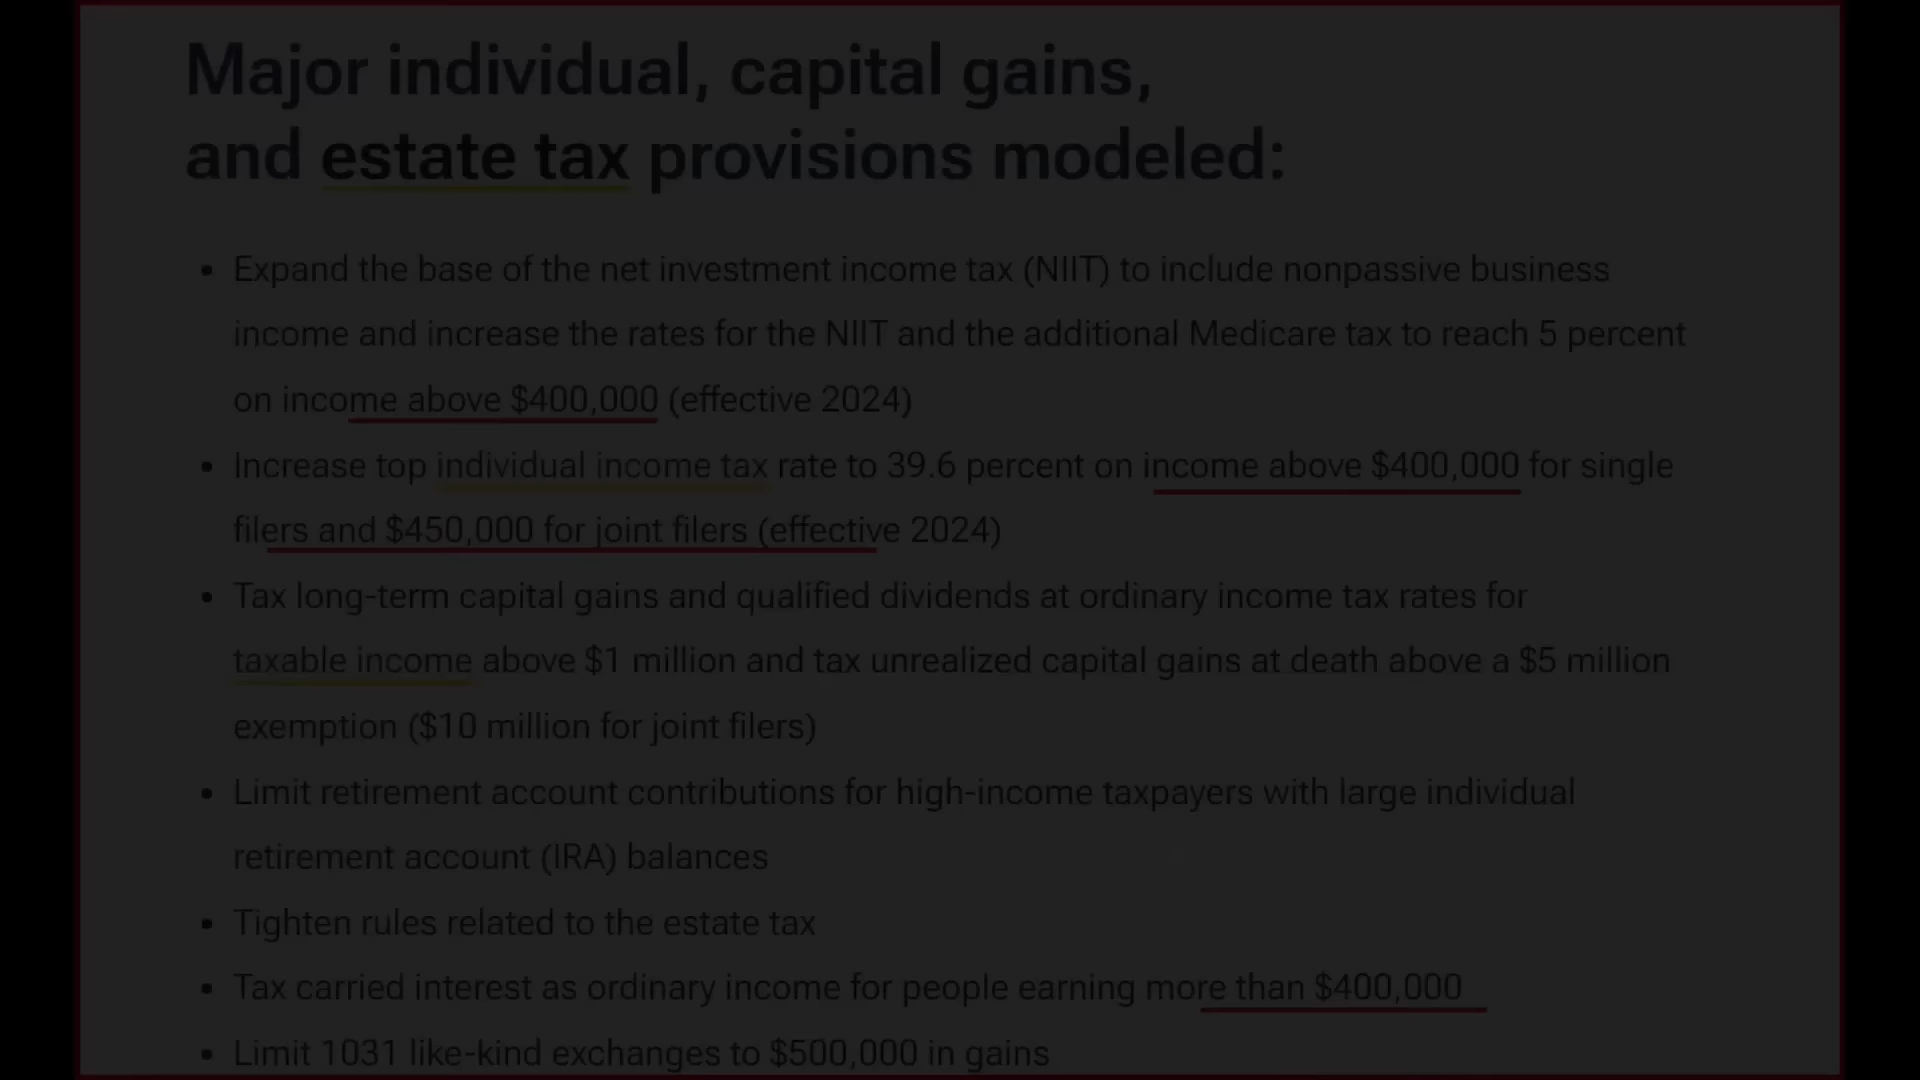 Major individual, capital gains,
and estate tax provisions modeled:
• Expand the base of the net investment income tax (NIIT) to include nonpassive business
income and increase the rates for the NIIT and the additional Medicare tax to reach 5 percent
on income above $400,000 (effective 2024)
• Increase top individual income tax rate to 39.6 percent on income above $400,000 for single
filers and $450,000 for joint filers (effective 2024)
• Tax long-term capital gains and qualified dividends at ordinary income tax rates for
taxable income above $1 million and tax unrealized capital gains at death above a $5 million
exemption ($10 million for joint filers)
• Limit retirement account contributions for high-income taxpayers with large individual
retirement account (IRA) balances
• Tighten rules related to the estate tax
• Tax carried interest as ordinary income for people earning more than $400,000
• Limit 1031 like-kind exchanges to $500,000 in gains